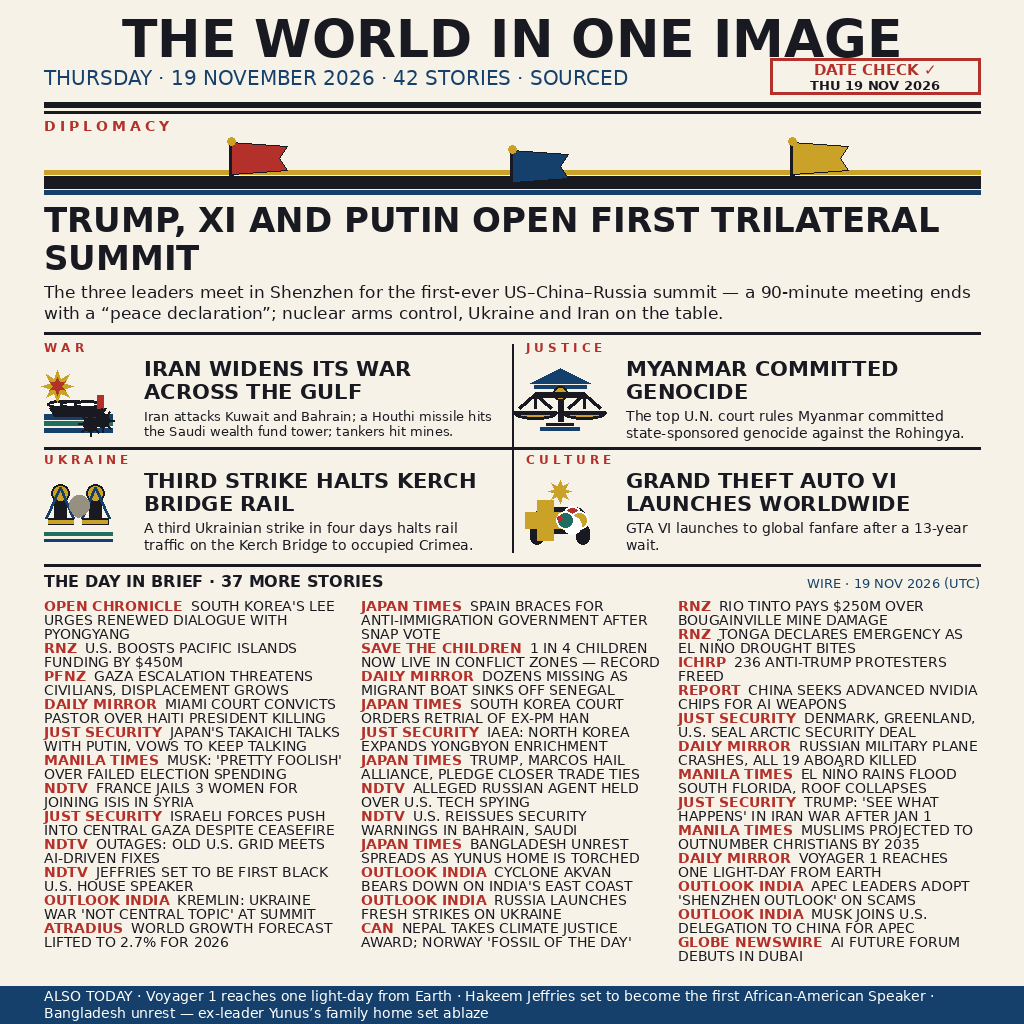 THE WORLD IN ONE IMAGE
THURSDAY · 19 NOVEMBER 2026 · 42 STORIES · SOURCED
DATE CHECK ✓
THU 19 NOV 2026
DIPLOMACY
TRUMP, XI AND PUTIN OPEN FIRST TRILATERAL
SUMMIT
The three leaders meet in Shenzhen for the first-ever US–China–Russia summit — a 90-minute meeting ends
with a “peace declaration”; nuclear arms control, Ukraine and Iran on the table.
WAR
IRAN WIDENS ITS WAR
ACROSS THE GULF
Iran attacks Kuwait and Bahrain; a Houthi missile hits
the Saudi wealth fund tower; tankers hit mines.
JUSTICE
MYANMAR COMMITTED
GENOCIDE
The top U.N. court rules Myanmar committed
state-sponsored genocide against the Rohingya.
UKRAINE
THIRD STRIKE HALTS KERCH
BRIDGE RAIL
A third Ukrainian strike in four days halts rail
traffic on the Kerch Bridge to occupied Crimea.
CULTURE
GRAND THEFT AUTO VI
LAUNCHES WORLDWIDE
GTA VI launches to global fanfare after a 13-year
wait.
THE DAY IN BRIEF · 37 MORE STORIES
WIRE · 19 NOV 2026 (UTC)
OPEN CHRONICLE SOUTH KOREA'S LEE
URGES RENEWED DIALOGUE WITH
PYONGYANG
RNZ U.S. BOOSTS PACIFIC ISLANDS
FUNDING BY $450M
PFNZ GAZA ESCALATION THREATENS
CIVILIANS, DISPLACEMENT GROWS
DAILY MIRROR MIAMI COURT CONVICTS
PASTOR OVER HAITI PRESIDENT KILLING
JUST SECURITY JAPAN'S TAKAICHI TALKS
WITH PUTIN, VOWS TO KEEP TALKING
MANILA TIMES MUSK: 'PRETTY FOOLISH'
OVER FAILED ELECTION SPENDING
NDTV FRANCE JAILS 3 WOMEN FOR
JOINING ISIS IN SYRIA
JUST SECURITY ISRAELI FORCES PUSH
INTO CENTRAL GAZA DESPITE CEASEFIRE
NDTV OUTAGES: OLD U.S. GRID MEETS
AI-DRIVEN FIXES
NDTV JEFFRIES SET TO BE FIRST BLACK
U.S. HOUSE SPEAKER
OUTLOOK INDIA KREMLIN: UKRAINE
WAR 'NOT CENTRAL TOPIC' AT SUMMIT
ATRADIUS WORLD GROWTH FORECAST
LIFTED TO 2.7% FOR 2026
JAPAN TIMES SPAIN BRACES FOR
ANTI-IMMIGRATION GOVERNMENT AFTER
SNAP VOTE
SAVE THE CHILDREN 1 IN 4 CHILDREN
NOW LIVE IN CONFLICT ZONES — RECORD
DAILY MIRROR DOZENS MISSING AS
MIGRANT BOAT SINKS OFF SENEGAL
JAPAN TIMES SOUTH KOREA COURT
ORDERS RETRIAL OF EX-PM HAN
JUST SECURITY IAEA: NORTH KOREA
EXPANDS YONGBYON ENRICHMENT
JAPAN TIMES TRUMP, MARCOS HAIL
ALLIANCE, PLEDGE CLOSER TRADE TIES
NDTV ALLEGED RUSSIAN AGENT HELD
OVER U.S. TECH SPYING
NDTV U.S. REISSUES SECURITY
WARNINGS IN BAHRAIN, SAUDI
JAPAN TIMES BANGLADESH UNREST
SPREADS AS YUNUS HOME IS TORCHED
OUTLOOK INDIA CYCLONE AKVAN
BEARS DOWN ON INDIA'S EAST COAST
OUTLOOK INDIA RUSSIA LAUNCHES
FRESH STRIKES ON UKRAINE
CAN NEPAL TAKES CLIMATE JUSTICE
AWARD; NORWAY 'FOSSIL OF THE DAY'
RNZ RIO TINTO PAYS $250M OVER
BOUGAINVILLE MINE DAMAGE
RNZ TONGA DECLARES EMERGENCY AS
EL NIÑO DROUGHT BITES
ICHRP 236 ANTI-TRUMP PROTESTERS
FREED
REPORT CHINA SEEKS ADVANCED NVIDIA
CHIPS FOR AI WEAPONS
JUST SECURITY DENMARK, GREENLAND,
U.S. SEAL ARCTIC SECURITY DEAL
DAILY MIRROR RUSSIAN MILITARY PLANE
CRASHES, ALL 19 ABOARD KILLED
MANILA TIMES EL NIÑO RAINS FLOOD
SOUTH FLORIDA, ROOF COLLAPSES
JUST SECURITY TRUMP: 'SEE WHAT
HAPPENS' IN IRAN WAR AFTER JAN 1
MANILA TIMES MUSLIMS PROJECTED TO
OUTNUMBER CHRISTIANS BY 2035
DAILY MIRROR VOYAGER 1 REACHES
ONE LIGHT-DAY FROM EARTH
OUTLOOK INDIA APEC LEADERS ADOPT
'SHENZHEN OUTLOOK' ON SCAMS
OUTLOOK INDIA MUSK JOINS U.S.
DELEGATION TO CHINA FOR APEC
GLOBE NEWSWIRE AI FUTURE FORUM
DEBUTS IN DUBAI
ALSO TODAY · Voyager 1 reaches one light-day from Earth · Hakeem Jeffries set to become the first African-American Speaker ·
Bangladesh unrest — ex-leader Yunus’s family home set ablaze